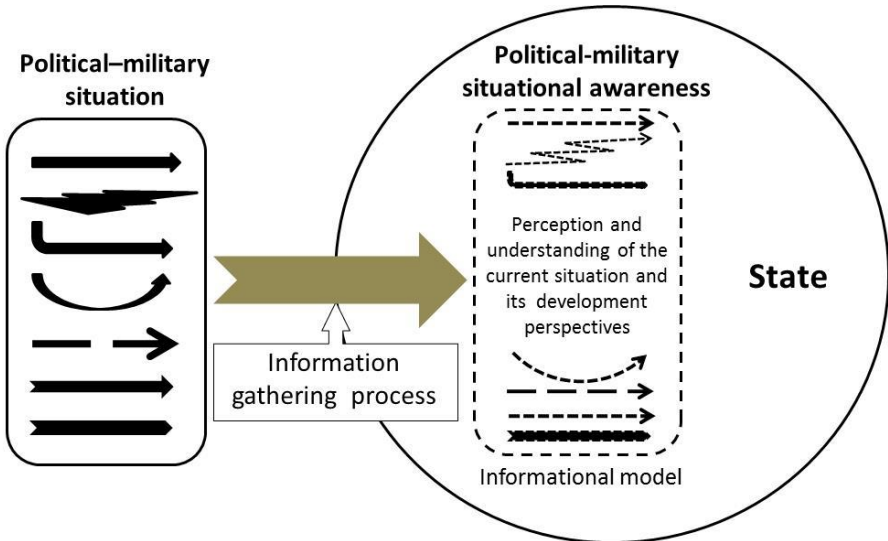 Political–military
situation
Political-military
situational awareness
Perception and
understanding of the
current situation and
its development
perspectives
State
Information
gathering process
Informational model